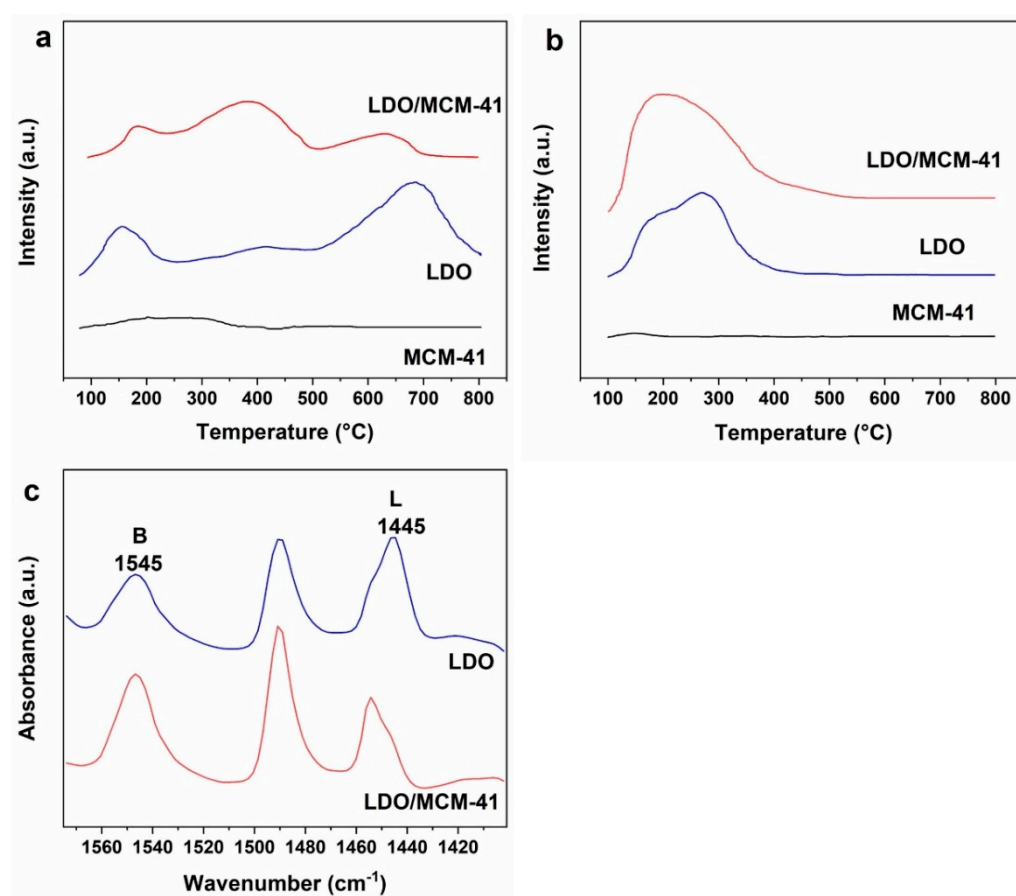 a
LDO/MCM-41
LDO
MCM-41
Intensity (a.u.)
100 200 300 400 500 600 700 800
Temperature (°C)
b
LDO/MCM-41
LDO
MCM-41
Intensity (a.u.)
100 200 300 400 500 600 700 800
Temperature (°C)
c
B
1545
L
1445
LDO
LDO/MCM-41
Absorbance (a.u.)
1560 1540 1520 1500 1480 1460 1440 1420
Wavenumber (cm⁻¹)